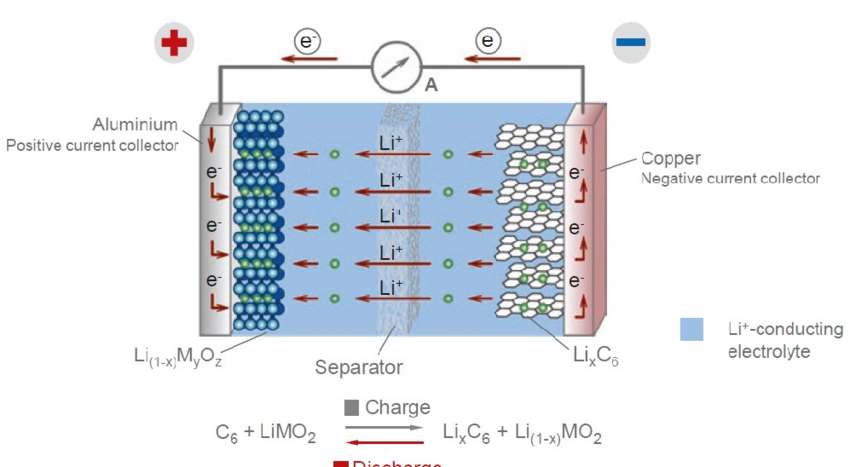 +
−
e-
e
A
Aluminium
Positive current collector
Copper
Negative current collector
Li+
Li+
Li+
Li+
Li+
e-
e-
e-
e-
e-
e-
Li(1-x)MyOz
Separator
LixC6
Li+-conducting
electrolyte
Charge
C6 + LiMO2
LixC6 + Li(1-x)MO2
Discharge